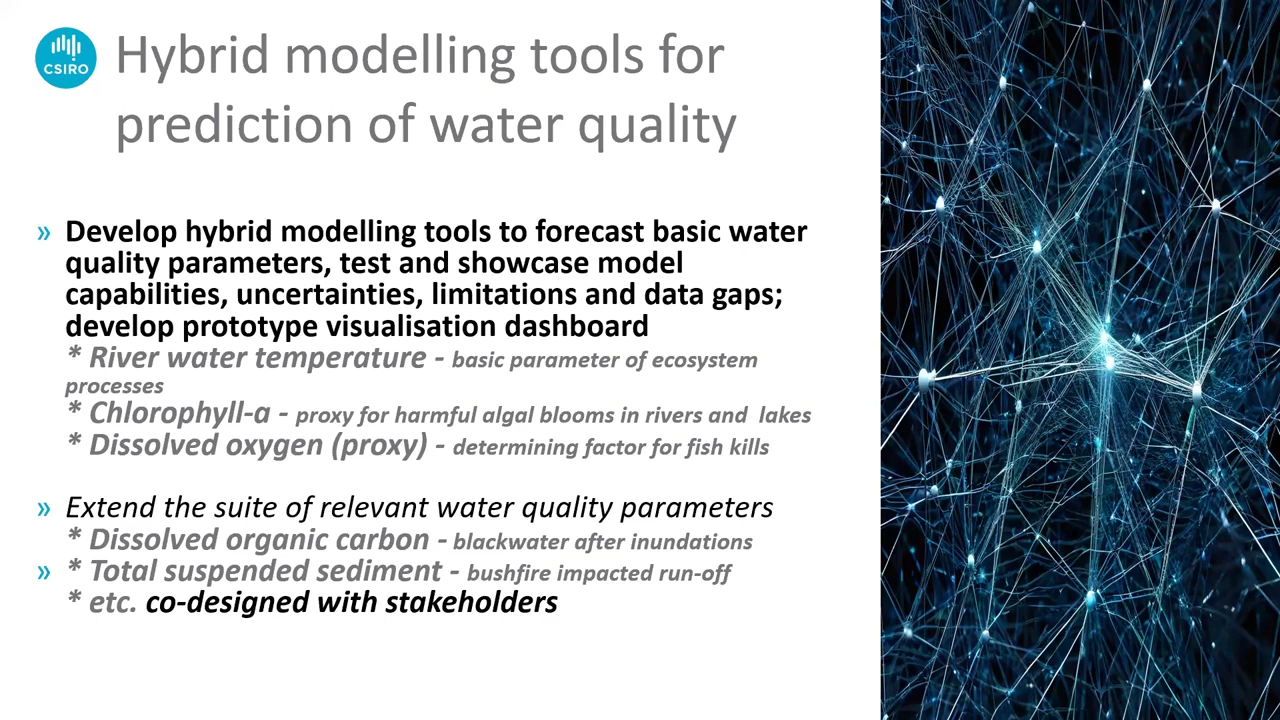 CSIRO
Hybrid modelling tools for
prediction of water quality
» Develop hybrid modelling tools to forecast basic water
quality parameters, test and showcase model
capabilities, uncertainties, limitations and data gaps;
develop prototype visualisation dashboard
* River water temperature - basic parameter of ecosystem
processes
* Chlorophyll-a - proxy for harmful algal blooms in rivers and lakes
* Dissolved oxygen (proxy) - determining factor for fish kills
» Extend the suite of relevant water quality parameters
* Dissolved organic carbon - blackwater after inundations
» * Total suspended sediment - bushfire impacted run-off
* etc. co-designed with stakeholders